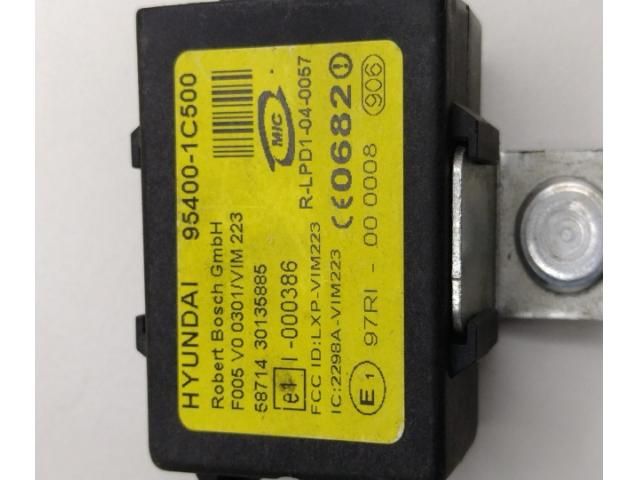 HYUNDAI 95400-1C500
Robert Bosch GmbH
F005 V0 0301/VIM 223
58714 30135885
e1 I-000386
MIC
R-LPD1-04-0057
FCC ID:LXP-VIM223
IC:2298A-VIM223
CE0682
E1 97RI - 00 0008 906